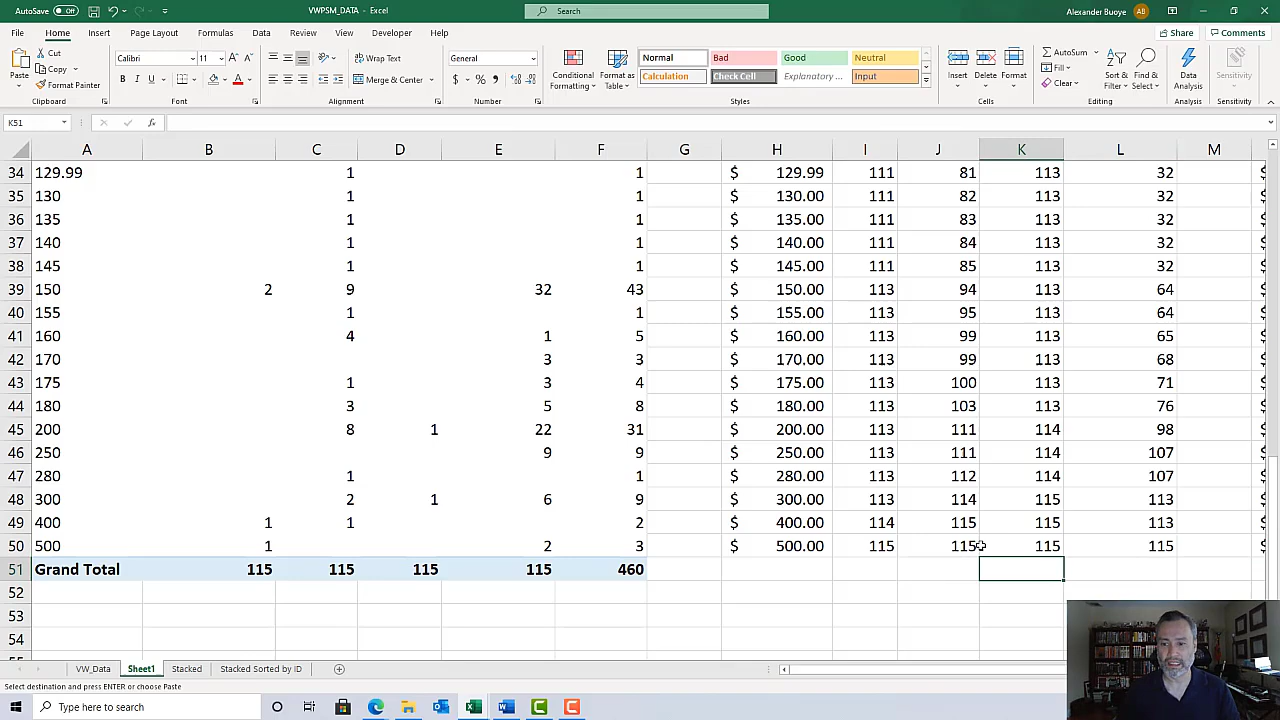 AutoSave Off VWPSM_DATA - Excel Search Alexander Buoye AB
File Home Insert Page Layout Formulas Data Review View Developer Help Share Comments
Paste Cut Copy Format Painter Clipboard
Calibri 11 B I U A Font
Wrap Text Merge & Center Alignment
General $ % Number
Conditional Formatting Format as Table
Normal Bad Good Neutral
Calculation Check Cell Explanatory ... Input
Styles
Insert Delete Format Cells
AutoSum Fill Clear Sort & Filter Find & Select Editing
Data Analysis Analysis
Sensitivity Sensitivity
K51 fx
A B C D E F G H I J K L M
34 129.99 1 1 $ 129.99 111 81 113 32 $
35 130 1 1 $ 130.00 111 82 113 32 $
36 135 1 1 $ 135.00 111 83 113 32 $
37 140 1 1 $ 140.00 111 84 113 32 $
38 145 1 1 $ 145.00 111 85 113 32 $
39 150 2 9 32 43 $ 150.00 113 94 113 64 $
40 155 1 1 $ 155.00 113 95 113 64 $
41 160 4 1 5 $ 160.00 113 99 113 65 $
42 170 3 3 $ 170.00 113 99 113 68 $
43 175 1 3 4 $ 175.00 113 100 113 71 $
44 180 3 5 8 $ 180.00 113 103 113 76 $
45 200 8 1 22 31 $ 200.00 113 111 114 98 $
46 250 9 9 $ 250.00 113 111 114 107 $
47 280 1 1 $ 280.00 113 112 114 107 $
48 300 2 1 6 9 $ 300.00 113 114 115 113 $
49 400 1 1 2 $ 400.00 114 115 115 113 $
50 500 1 2 3 $ 500.00 115 115 115 115 $
51 Grand Total 115 115 115 115 460
52
53
54
55
VW_Data Sheet1 Stacked Stacked Sorted by ID
Select destination and press ENTER or choose Paste
Type here to search